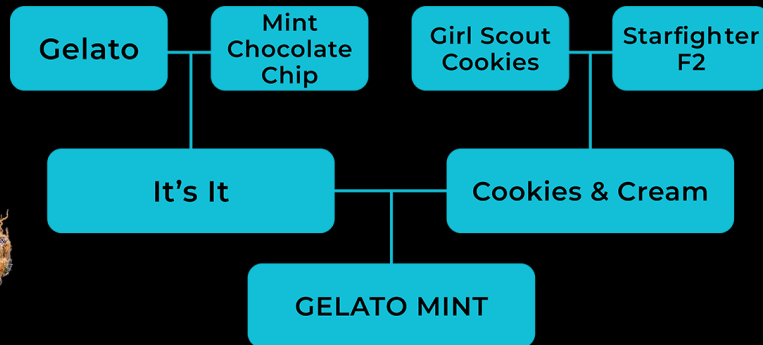 Gelato
Mint
Chocolate
Chip
Girl Scout
Cookies
Starfighter
F2
It's It
Cookies & Cream
GELATO MINT